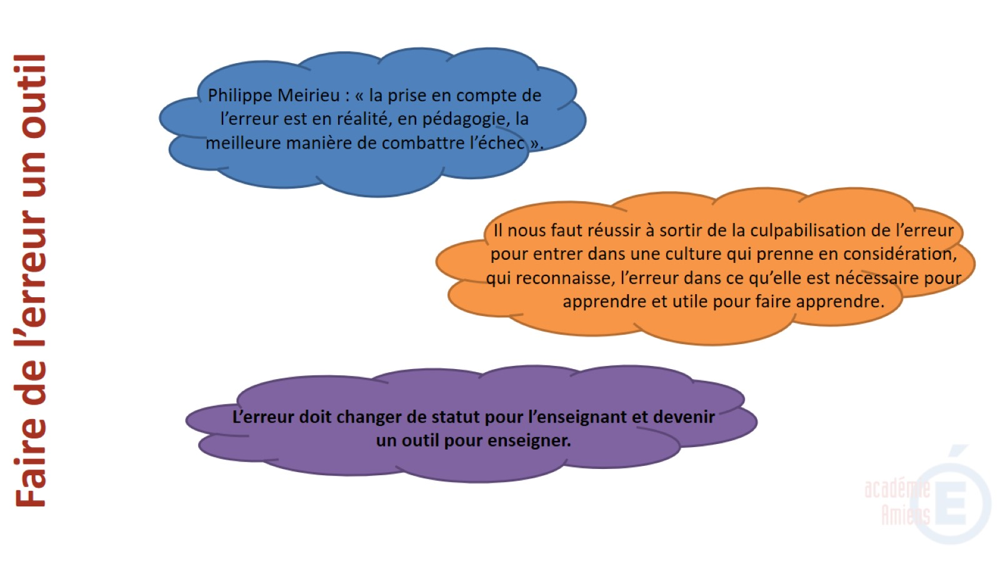 Faire de l’erreur un outil
Philippe Meirieu : « la prise en compte de
l’erreur est en réalité, en pédagogie, la
meilleure manière de combattre l’échec ».
Il nous faut réussir à sortir de la culpabilisation de l’erreur
pour entrer dans une culture qui prenne en considération,
qui reconnaisse, l’erreur dans ce qu’elle est nécessaire pour
apprendre et utile pour faire apprendre.
L’erreur doit changer de statut pour l’enseignant et devenir
un outil pour enseigner.
académie
Amiens
É